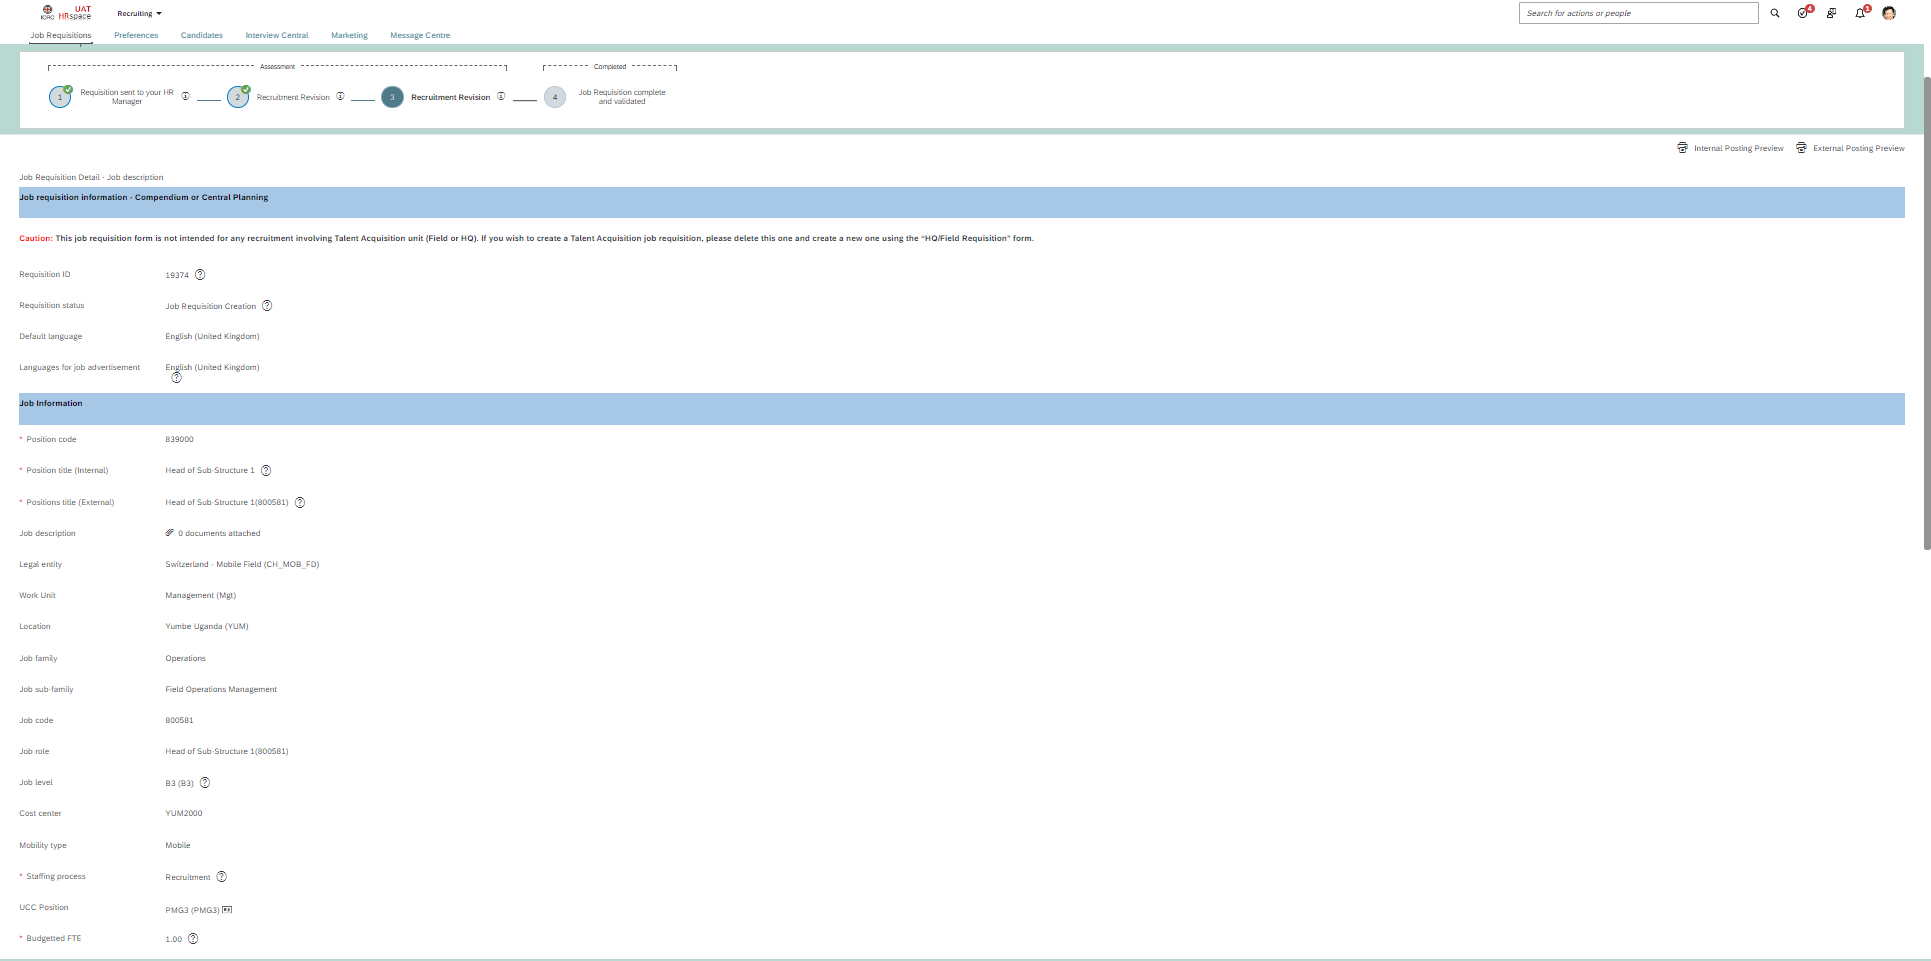 ICRC UAT HRspace Recruiting Search for actions or people 4 1
Job Requisitions Preferences Candidates Interview Central Marketing Message Centre
Assessment Completed
1 Requisition sent to your HR Manager 2 Recruitment Revision 3 Recruitment Revision 4 Job Requisition complete and validated
Internal Posting Preview External Posting Preview
Job Requisition Detail · Job description
Job requisition information - Compendium or Central Planning
Caution: This job requisition form is not intended for any recruitment involving Talent Acquisition unit (Field or HQ). If you wish to create a Talent Acquisition job requisition, please delete this one and create a new one using the "HQ/Field Requisition" form.
Requisition ID 19374 ?
Requisition status Job Requisition Creation ?
Default language English (United Kingdom)
Languages for job advertisement English (United Kingdom)
?
Job Information
* Position code 839000
* Position title (Internal) Head of Sub-Structure 1 ?
* Positions title (External) Head of Sub-Structure 1(800581) ?
Job description 0 documents attached
Legal entity Switzerland - Mobile Field (CH_MOB_FD)
Work Unit Management (Mgt)
Location Yumbe Uganda (YUM)
Job family Operations
Job sub-family Field Operations Management
Job code 800581
Job role Head of Sub-Structure 1(800581)
Job level B3 (B3) ?
Cost center YUM2000
Mobility type Mobile
* Staffing process Recruitment ?
UCC Position PMG3 (PMG3)
* Budgetted FTE 1.00 ?